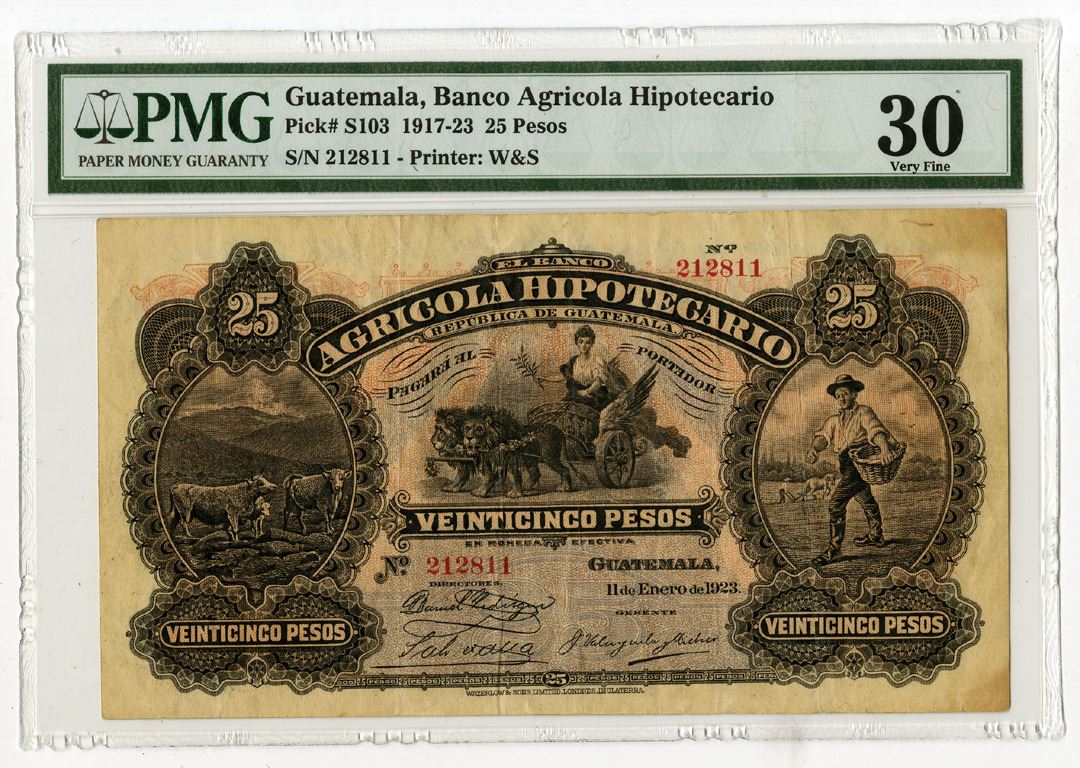 PMG
PAPER MONEY GUARANTY
Guatemala, Banco Agricola Hipotecario
Pick# S103 1917-23 25 Pesos
S/N 212811 - Printer: W&S
30
Very Fine
Nº
212811
25
25
EL BANCO
AGRICOLA HIPOTECARIO
REPÚBLICA DE GUATEMALA
PAGARÁ AL PORTADOR
VEINTICINCO PESOS
EN MONEDA EFECTIVA
Nº 212811
GUATEMALA,
11 de Enero de 1923.
DIRECTORES.
GERENTE
VEINTICINCO PESOS
VEINTICINCO PESOS
25
WATERLOW & SONS LIMITED, LONDRES, INGLATERRA.